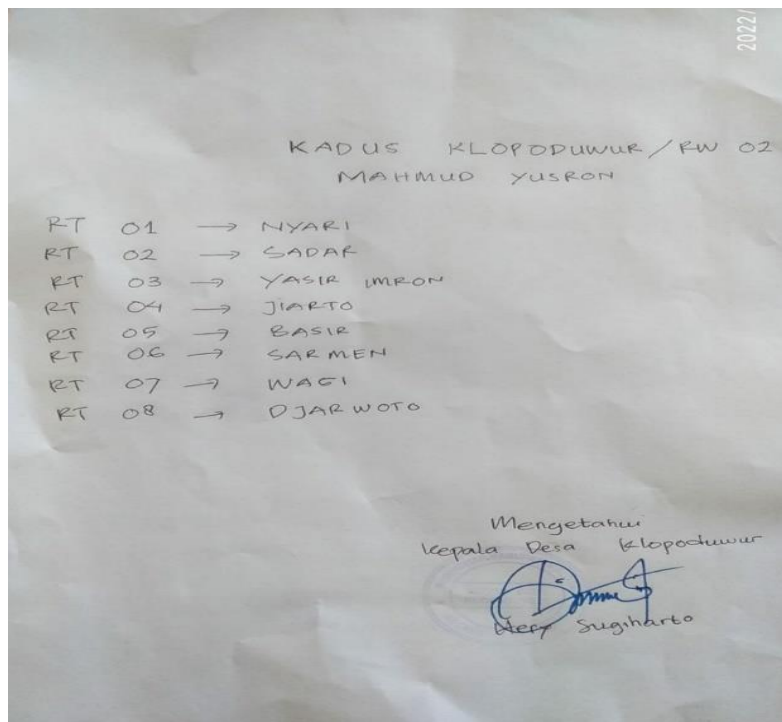 2022/
KADUS KLOPODUWUR / RW 02
MAHMUD YUSRON
RT 01 → NYARI
RT 02 → SADAR
RT 03 → YASIR IMRON
RT 04 → JIARTO
RT 05 → BASIR
RT 06 → SARMEN
RT 07 → WAGI
RT 08 → DJARWOTO
Mengetahui
Kepala Desa Klopoduwur
Hery Sugiharto